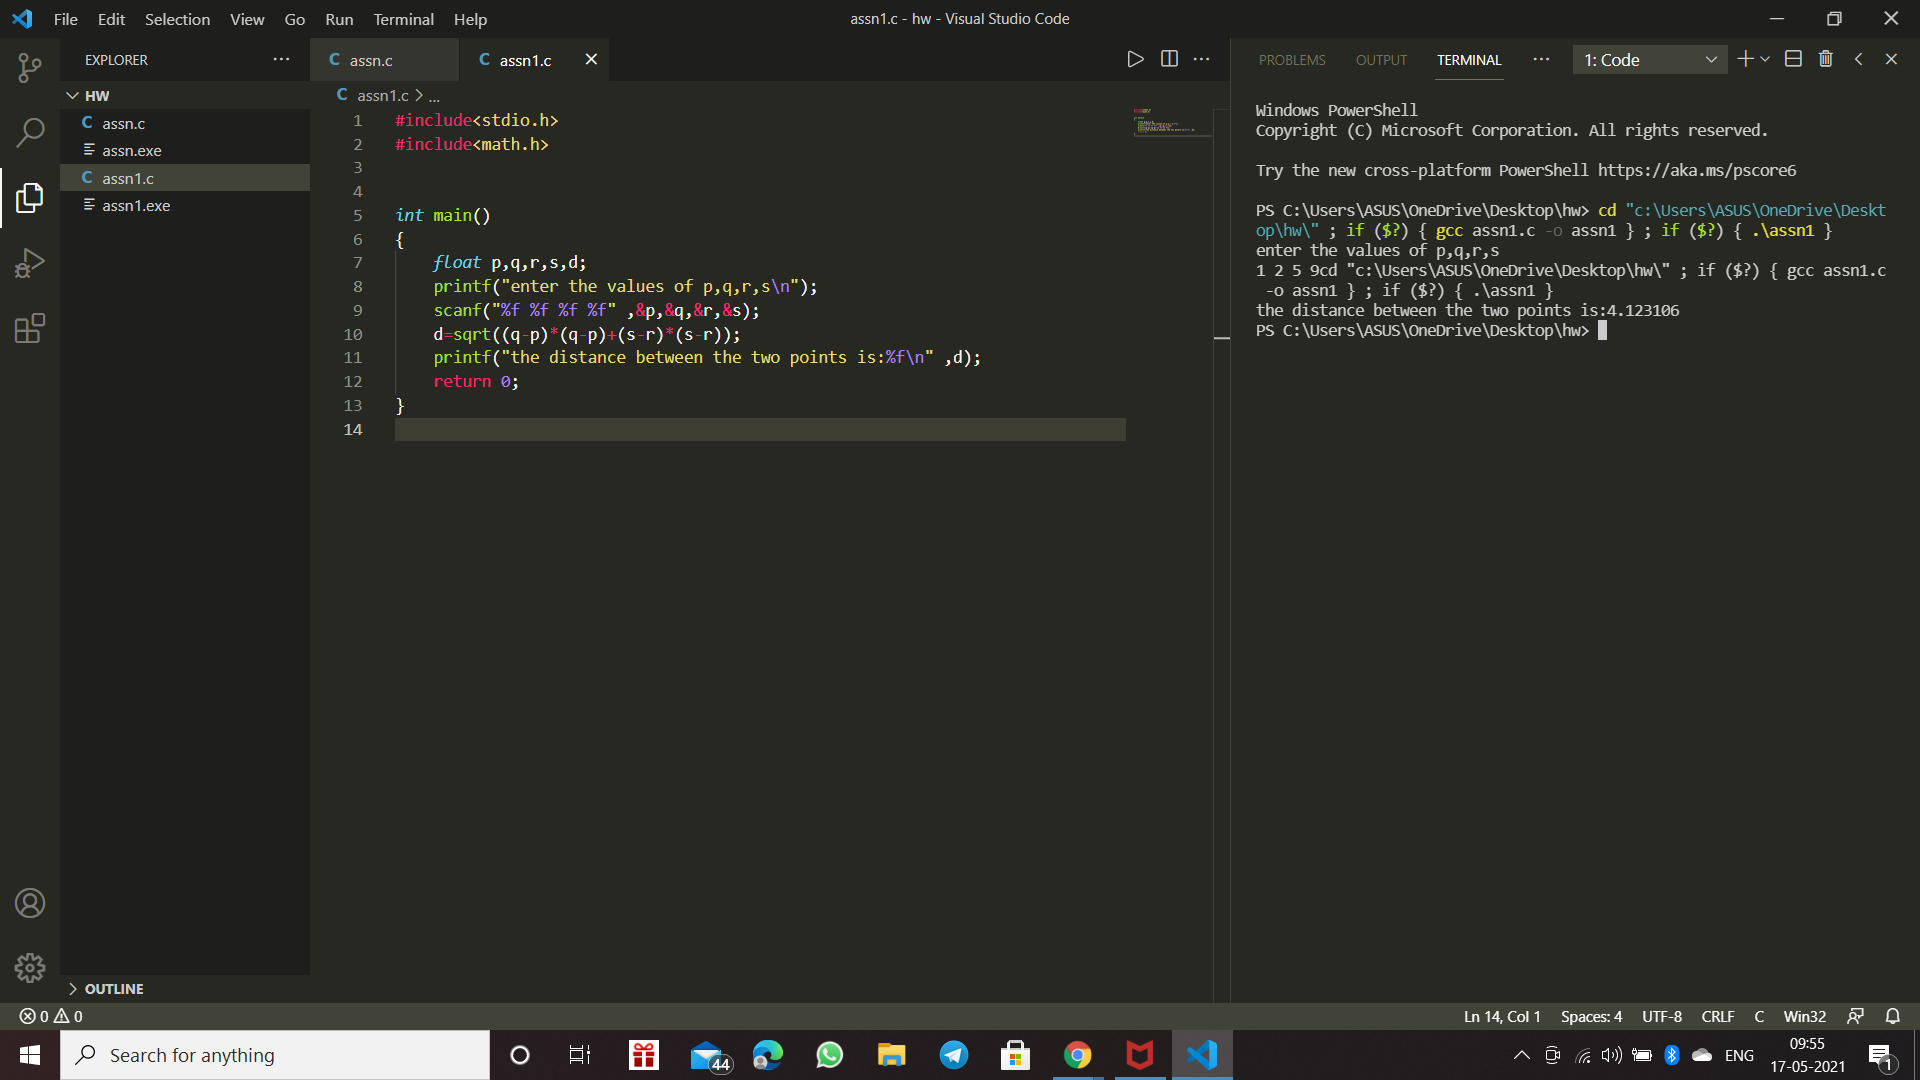 File Edit Selection View Go Run Terminal Help
assn1.c - hw - Visual Studio Code
EXPLORER ···
HW
C assn.c
assn.exe
C assn1.c
assn1.exe
OUTLINE
C assn.c
C assn1.c
C assn1.c > ...
1 #include<stdio.h>
2 #include<math.h>
3
4
5 int main()
6 {
7 float p,q,r,s,d;
8 printf("enter the values of p,q,r,s\n");
9 scanf("%f %f %f %f" ,&p,&q,&r,&s);
10 d=sqrt((q-p)*(q-p)+(s-r)*(s-r));
11 printf("the distance between the two points is:%f\n" ,d);
12 return 0;
13 }
14
PROBLEMS OUTPUT TERMINAL ··· 1: Code
Windows PowerShell
Copyright (C) Microsoft Corporation. All rights reserved.
Try the new cross-platform PowerShell https://aka.ms/pscore6
PS C:\Users\ASUS\OneDrive\Desktop\hw> cd "c:\Users\ASUS\OneDrive\Deskt
op\hw\" ; if ($?) { gcc assn1.c -o assn1 } ; if ($?) { .\assn1 }
enter the values of p,q,r,s
1 2 5 9cd "c:\Users\ASUS\OneDrive\Desktop\hw\" ; if ($?) { gcc assn1.c
-o assn1 } ; if ($?) { .\assn1 }
the distance between the two points is:4.123106
PS C:\Users\ASUS\OneDrive\Desktop\hw>
0 0
Ln 14, Col 1 Spaces: 4 UTF-8 CRLF C Win32
Search for anything
44
ENG
09:55
17-05-2021
1